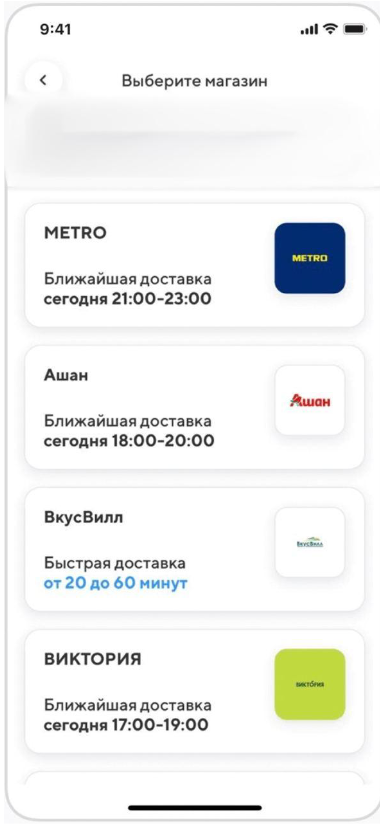 9:41
Выберите магазин
METRO
METRO
Ближайшая доставка
сегодня 21:00-23:00
Ашан
Ашан
Ближайшая доставка
сегодня 18:00-20:00
ВкусВилл
ВкусВилл
Быстрая доставка
от 20 до 60 минут
ВИКТОРИЯ
ВИКТОРИЯ
Ближайшая доставка
сегодня 17:00-19:00